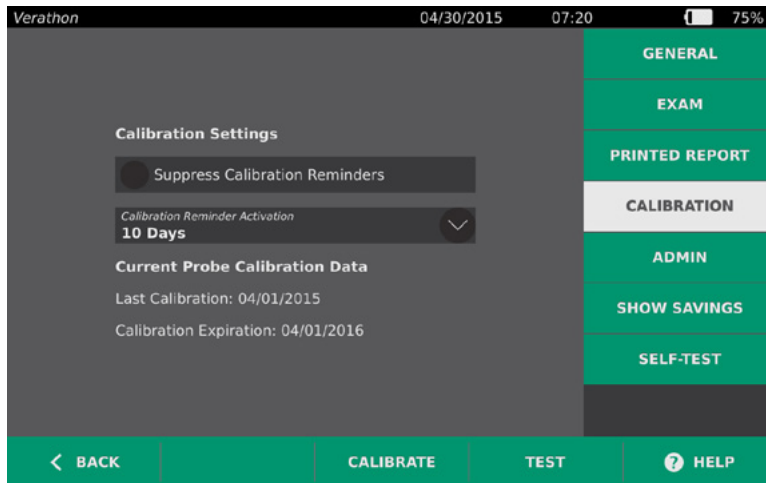 Verathon 04/30/2015 07:20 75%
Calibration Settings
Suppress Calibration Reminders
Calibration Reminder Activation
10 Days
Current Probe Calibration Data
Last Calibration: 04/01/2015
Calibration Expiration: 04/01/2016
GENERAL
EXAM
PRINTED REPORT
CALIBRATION
ADMIN
SHOW SAVINGS
SELF-TEST
BACK CALIBRATE TEST ? HELP